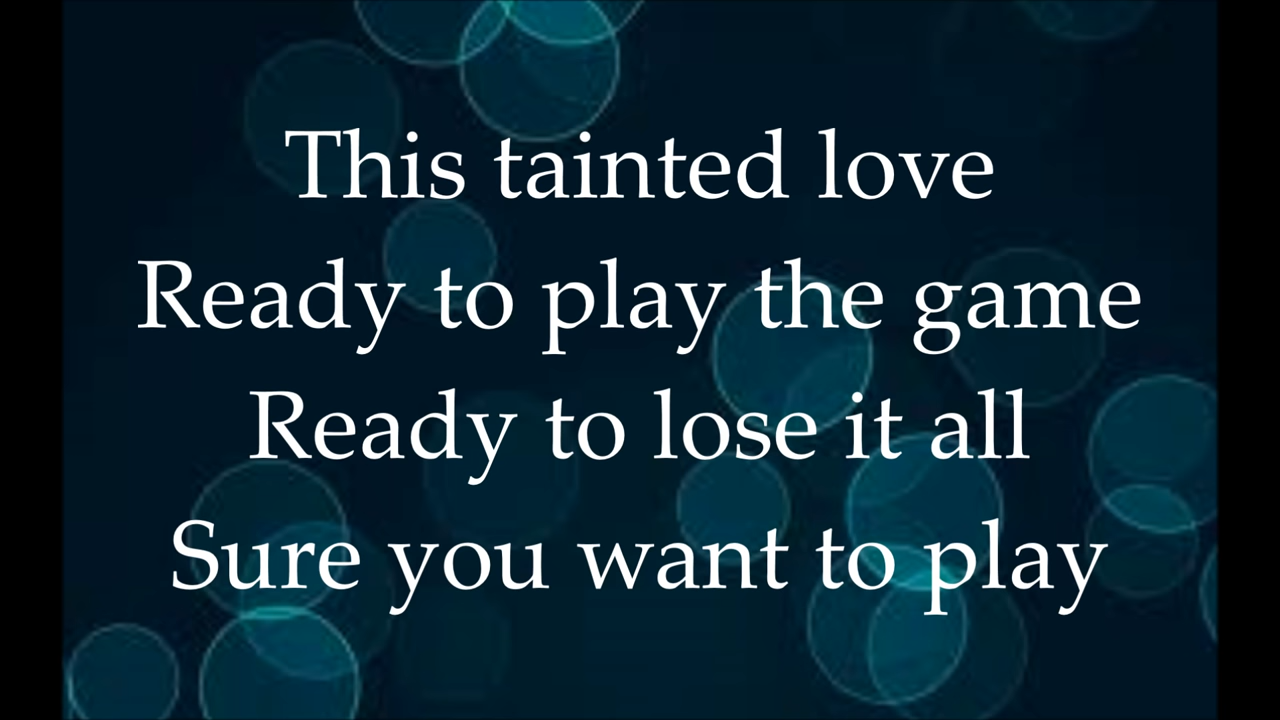 This tainted love
Ready to play the game
Ready to lose it all
Sure you want to play